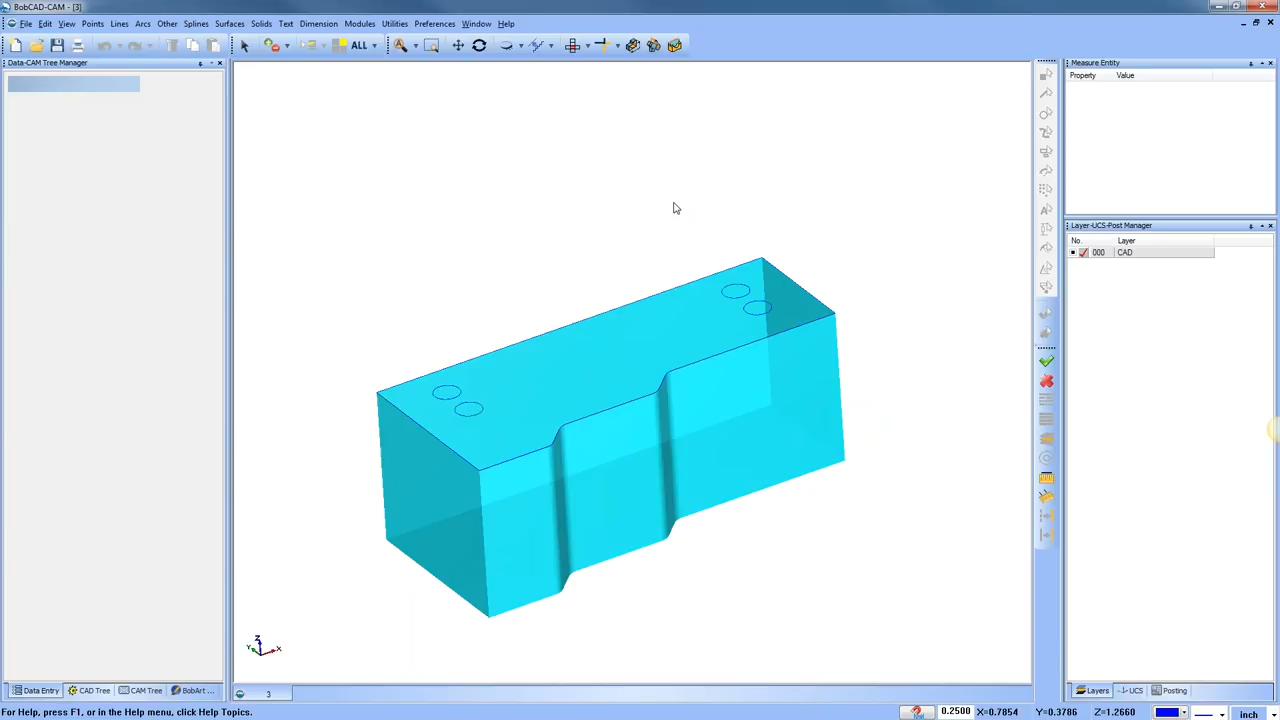 BobCAD-CAM - [3]
File Edit View Points Lines Arcs Other Splines Surfaces Solids Text Dimension Modules Utilities Preferences Window Help
ALL
Data-CAM Tree Manager
Measure Entity
Property Value
Layer-UCS-Post Manager
No. Layer
000 CAD
Z
Y X
Data Entry CAD Tree CAM Tree BobArt ...
3
Layers UCS Posting
For Help, press F1, or in the Help menu, click Help Topics.
0.2500 X=0.7854 Y=0.3786 Z=1.2660 inch